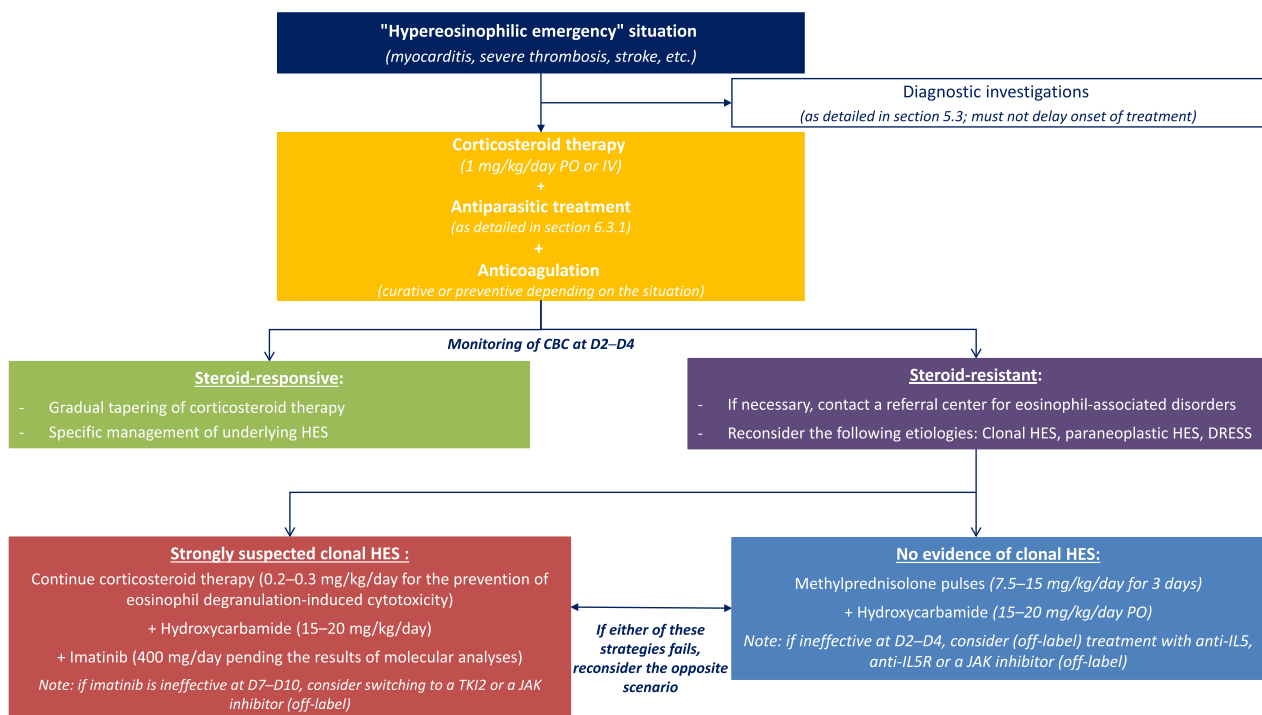 "Hypereosinophilic emergency" situation
(myocarditis, severe thrombosis, stroke, etc.)
Diagnostic investigations
(as detailed in section 5.3; must not delay onset of treatment)
Corticosteroid therapy
(1 mg/kg/day PO or IV)
+
Antiparasitic treatment
(as detailed in section 6.3.1)
+
Anticoagulation
(curative or preventive depending on the situation)
Monitoring of CBC at D2–D4
Steroid-responsive:
- Gradual tapering of corticosteroid therapy
- Specific management of underlying HES
Steroid-resistant:
- If necessary, contact a referral center for eosinophil-associated disorders
- Reconsider the following etiologies: Clonal HES, paraneoplastic HES, DRESS
Strongly suspected clonal HES :
Continue corticosteroid therapy (0.2–0.3 mg/kg/day for the prevention of
eosinophil degranulation-induced cytotoxicity)
+ Hydroxycarbamide (15–20 mg/kg/day)
+ Imatinib (400 mg/day pending the results of molecular analyses)
Note: if imatinib is ineffective at D7–D10, consider switching to a TKI2 or a JAK
inhibitor (off-label)
If either of these
strategies fails,
reconsider the opposite
scenario
No evidence of clonal HES:
Methylprednisolone pulses (7.5–15 mg/kg/day for 3 days)
+ Hydroxycarbamide (15–20 mg/kg/day PO)
Note: if ineffective at D2–D4, consider (off-label) treatment with anti-IL5,
anti-IL5R or a JAK inhibitor (off-label)